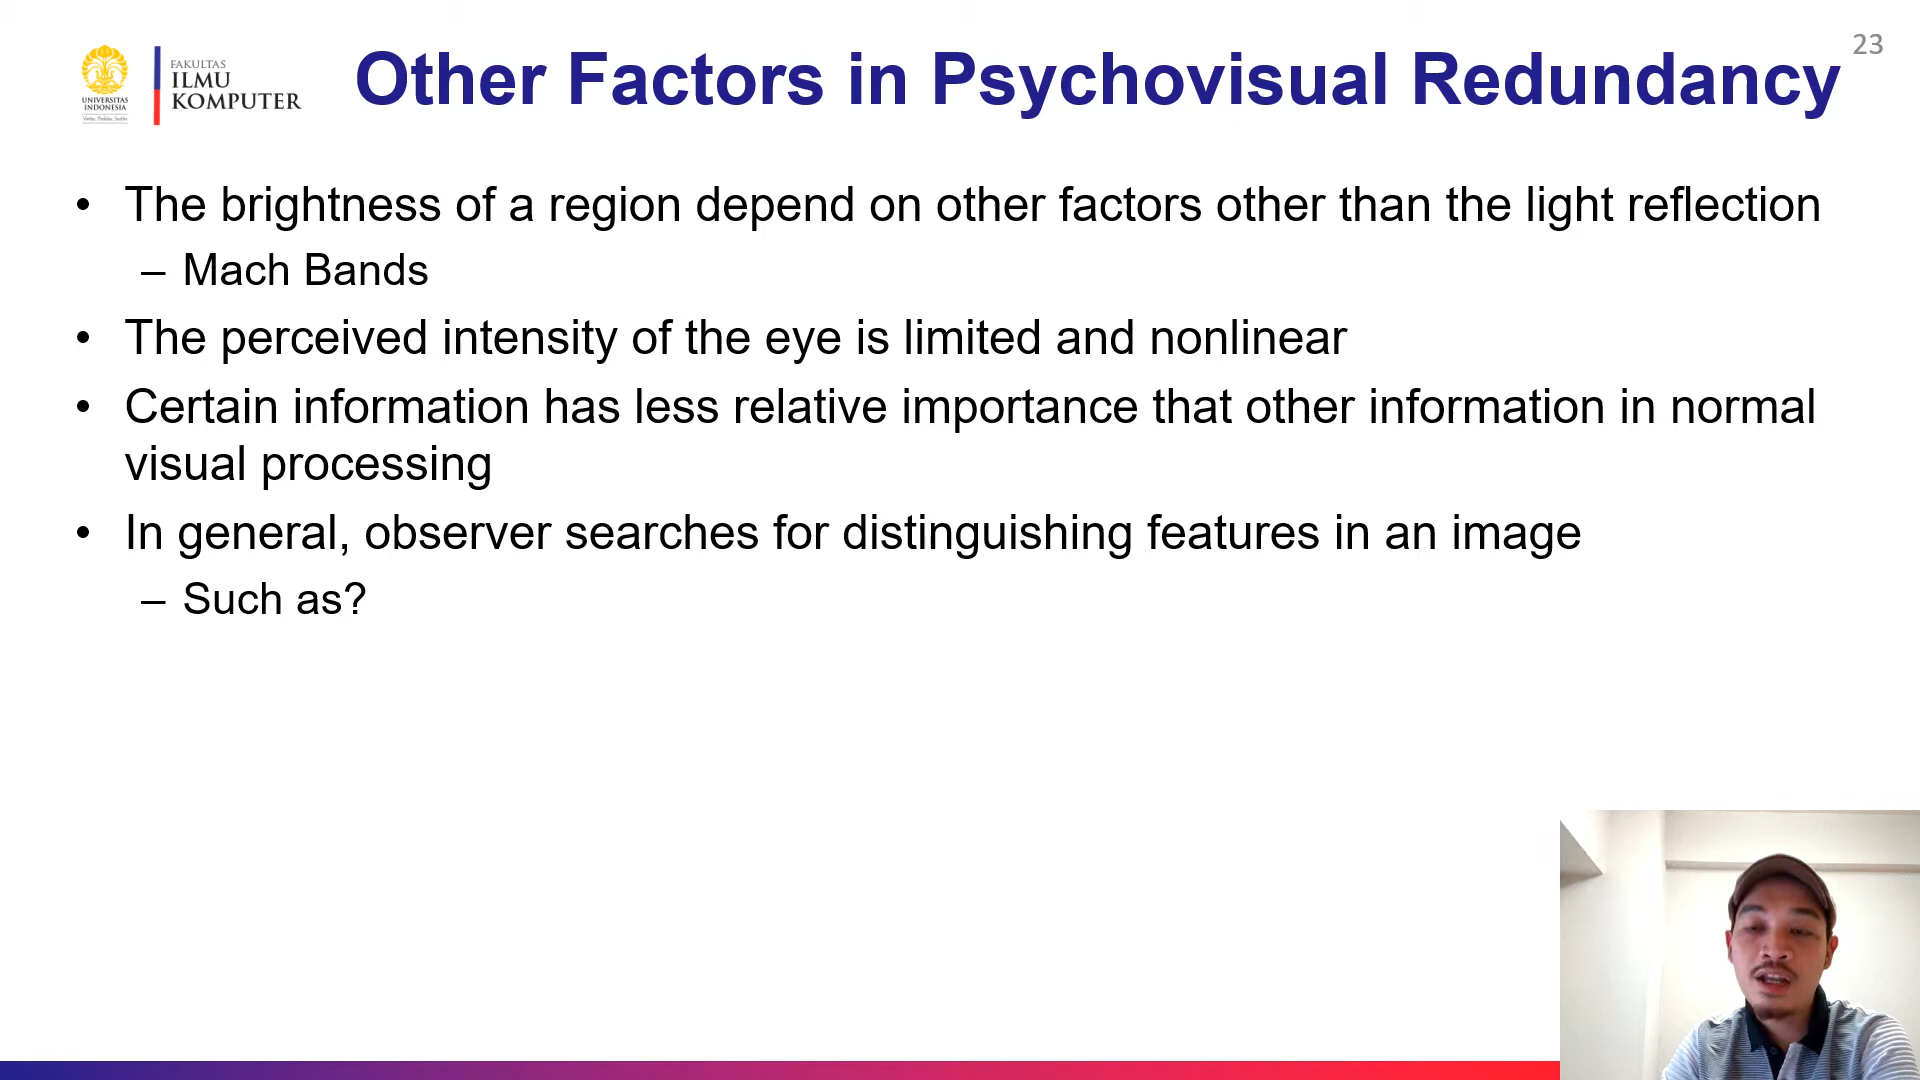 UNIVERSITAS
INDONESIA
Veritas, Probitas, Iustitia
FAKULTAS
ILMU
KOMPUTER
Other Factors in Psychovisual Redundancy
23
• The brightness of a region depend on other factors other than the light reflection
– Mach Bands
• The perceived intensity of the eye is limited and nonlinear
• Certain information has less relative importance that other information in normal
visual processing
• In general, observer searches for distinguishing features in an image
– Such as?